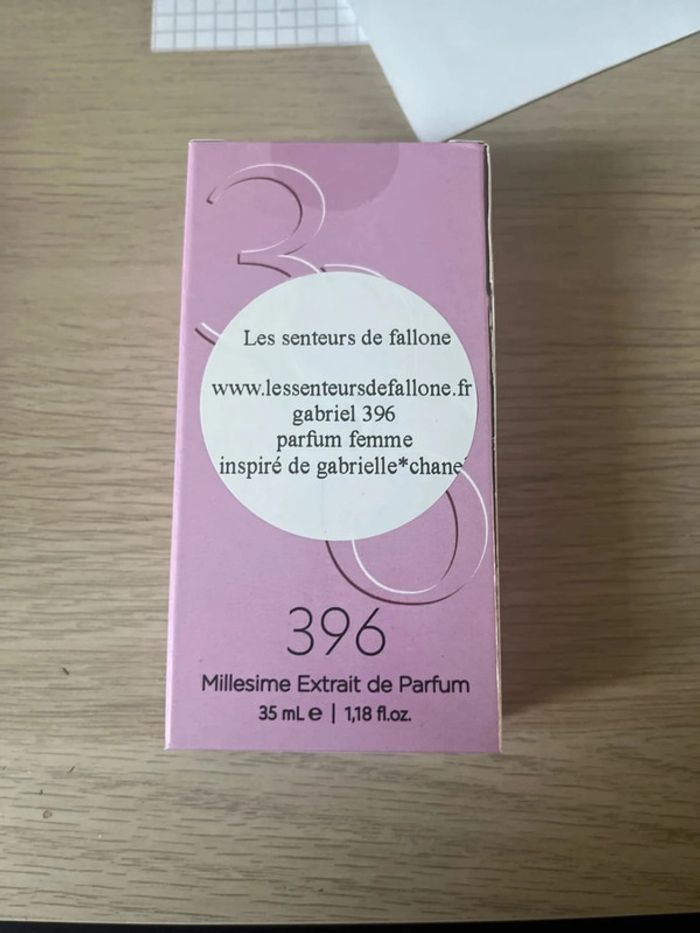 Les senteurs de fallone
www.lessenteursdefallone.fr
gabriel 396
parfum femme
inspiré de gabrielle*chane
396
Millesime Extrait de Parfum
35 mL e | 1,18 fl.oz.